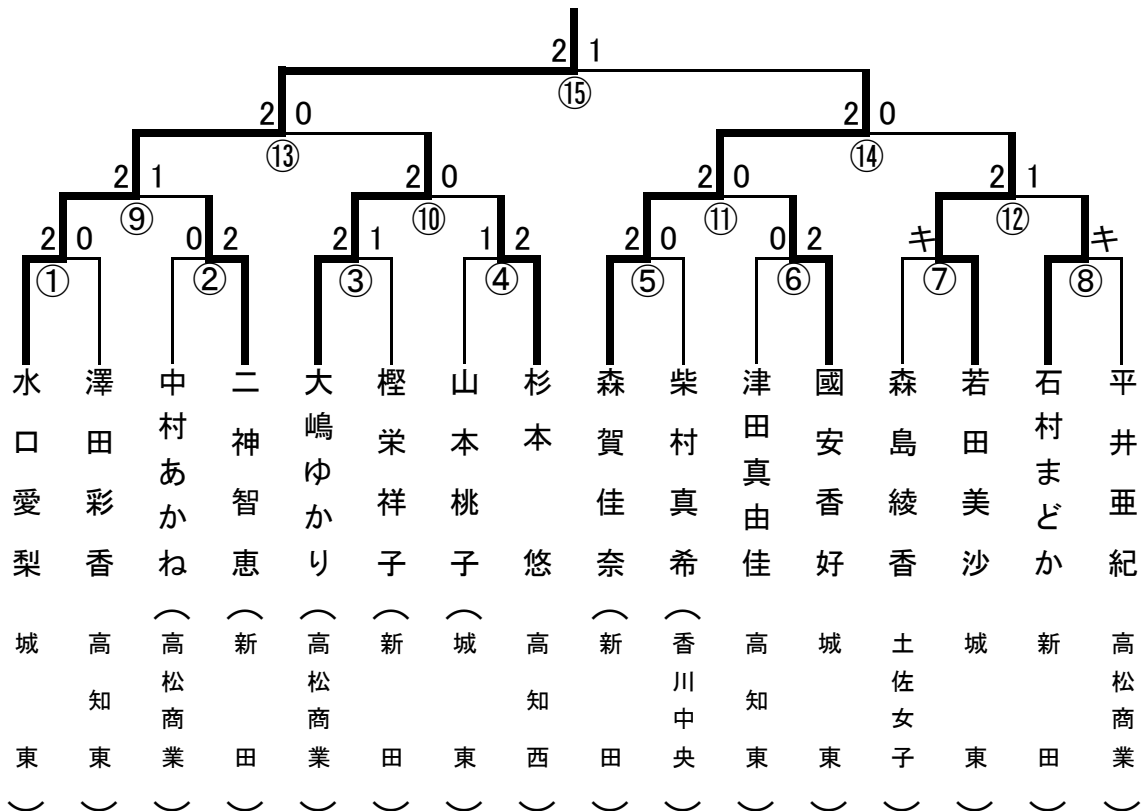 2 1
⑮
2 0
⑬
2 0
⑭
2 1
⑨
2 0
⑩
2 0
⑪
2 1
⑫
2 0
①
0 2
②
2 1
③
1 2
④
2 0
⑤
0 2
⑥
キ
⑦
キ
⑧
水口愛梨
澤田彩香
中村あかね
二神智恵
大嶋ゆかり
樫栄祥子
山本桃子
杉本 悠
森賀佳奈
柴村真希
津田真由佳
國安香好
森島綾香
若田美沙
石村まどか
平井亜紀
城東）
高知東）
（高松商業）
（新田）
（高松商業）
（新田）
（城東）
高知西）
（新田）
（香川中央）
高知東）
城東）
土佐女子）
城東）
新田）
高松商業）